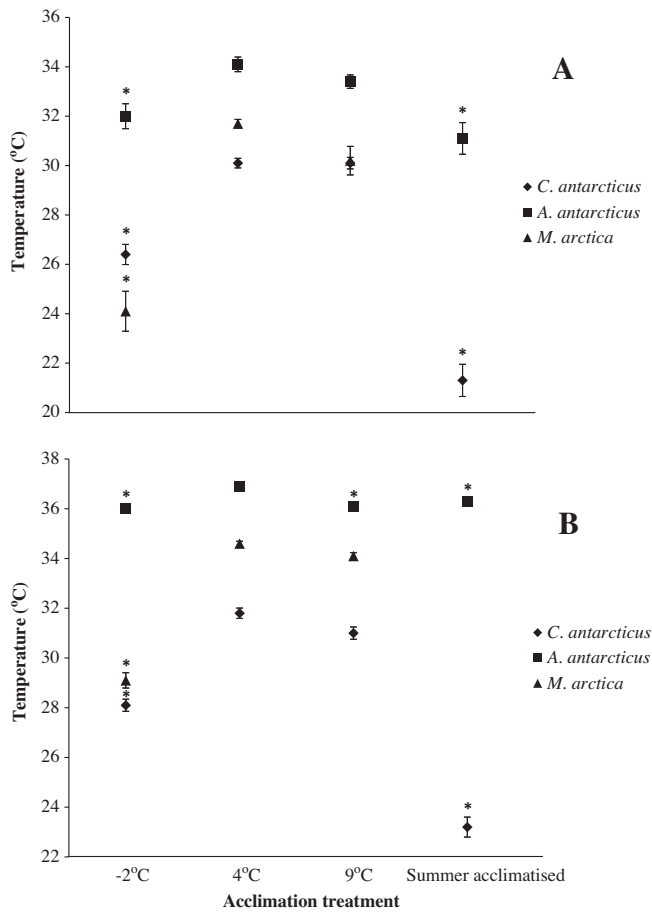 36
34
32
30
28
26
24
22
20
Temperature (°C)
A
*
*
*
*
*
C. antarcticus
A. antarcticus
M. arctica
38
36
34
32
30
28
26
24
22
Temperature (°C)
B
*
*
*
*
*
*
C. antarcticus
A. antarcticus
M. arctica
-2°C 4°C 9°C Summer acclimatised
Acclimation treatment